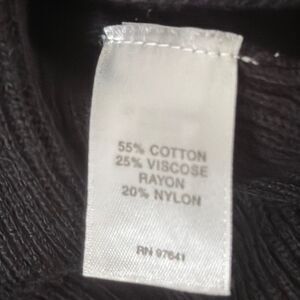 55% COTTON
25% VISCOSE
RAYON
20% NYLON
RN 97641